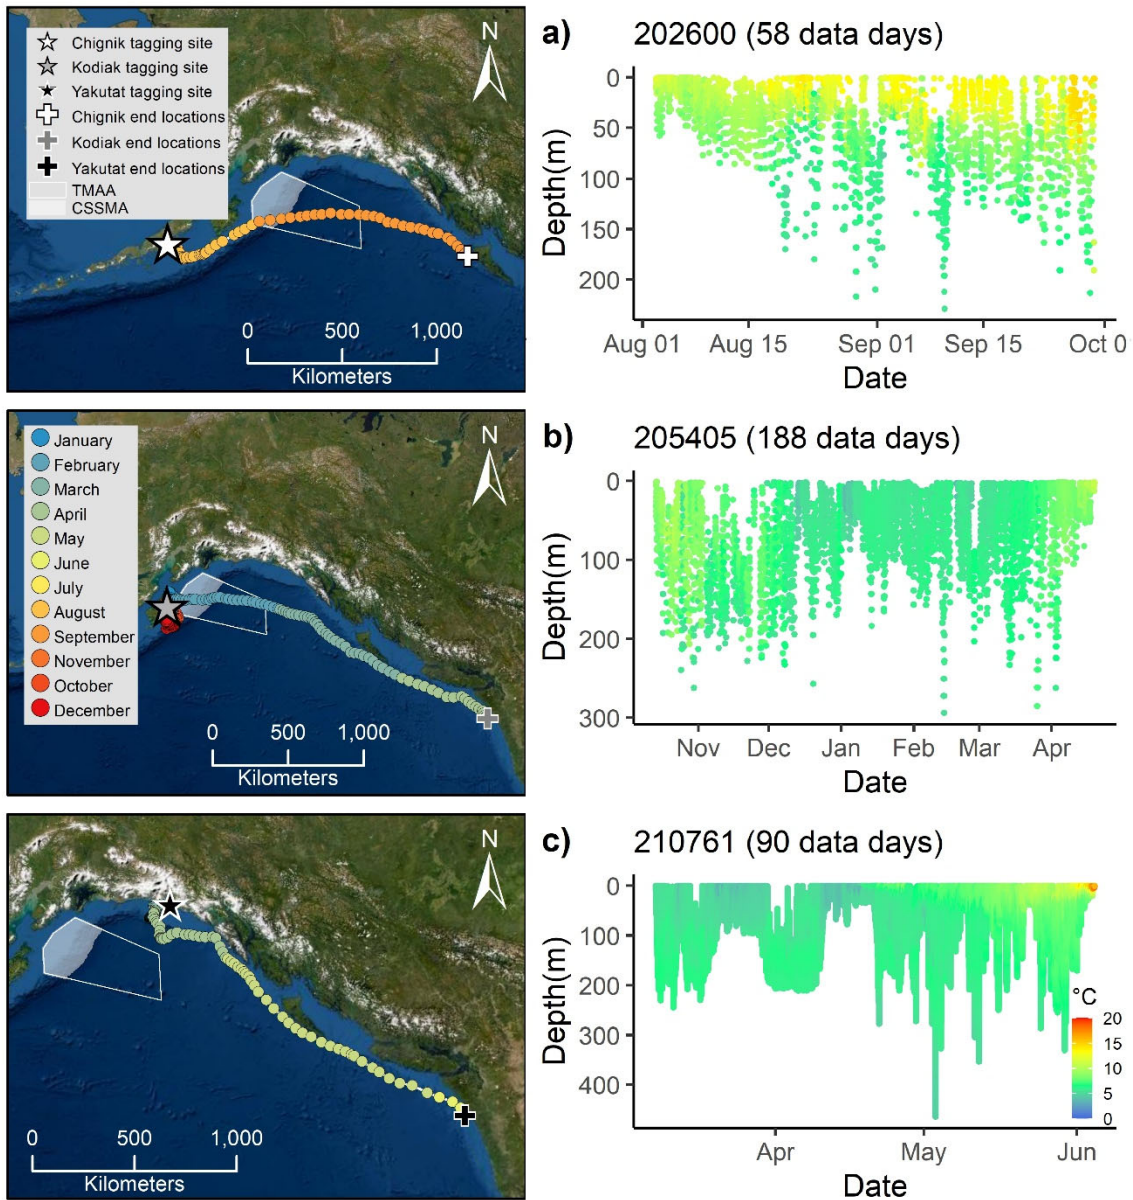 Chignik tagging site
Kodiak tagging site
Yakutat tagging site
Chignik end locations
Kodiak end locations
Yakutat end locations
TMAA
CSSMA
N
0 500 1,000
Kilometers
a) 202600 (58 data days)
0
50
100
150
200
Depth(m)
Aug 01 Aug 15 Sep 01 Sep 15 Oct 0
Date
January
February
March
April
May
June
July
August
September
November
October
December
N
0 500 1,000
Kilometers
b) 205405 (188 data days)
0
100
200
300
Depth(m)
Nov Dec Jan Feb Mar Apr
Date
N
0 500 1,000
Kilometers
c) 210761 (90 data days)
0
100
200
300
400
Depth(m)
°C
20
15
10
5
0
Apr May Jun
Date